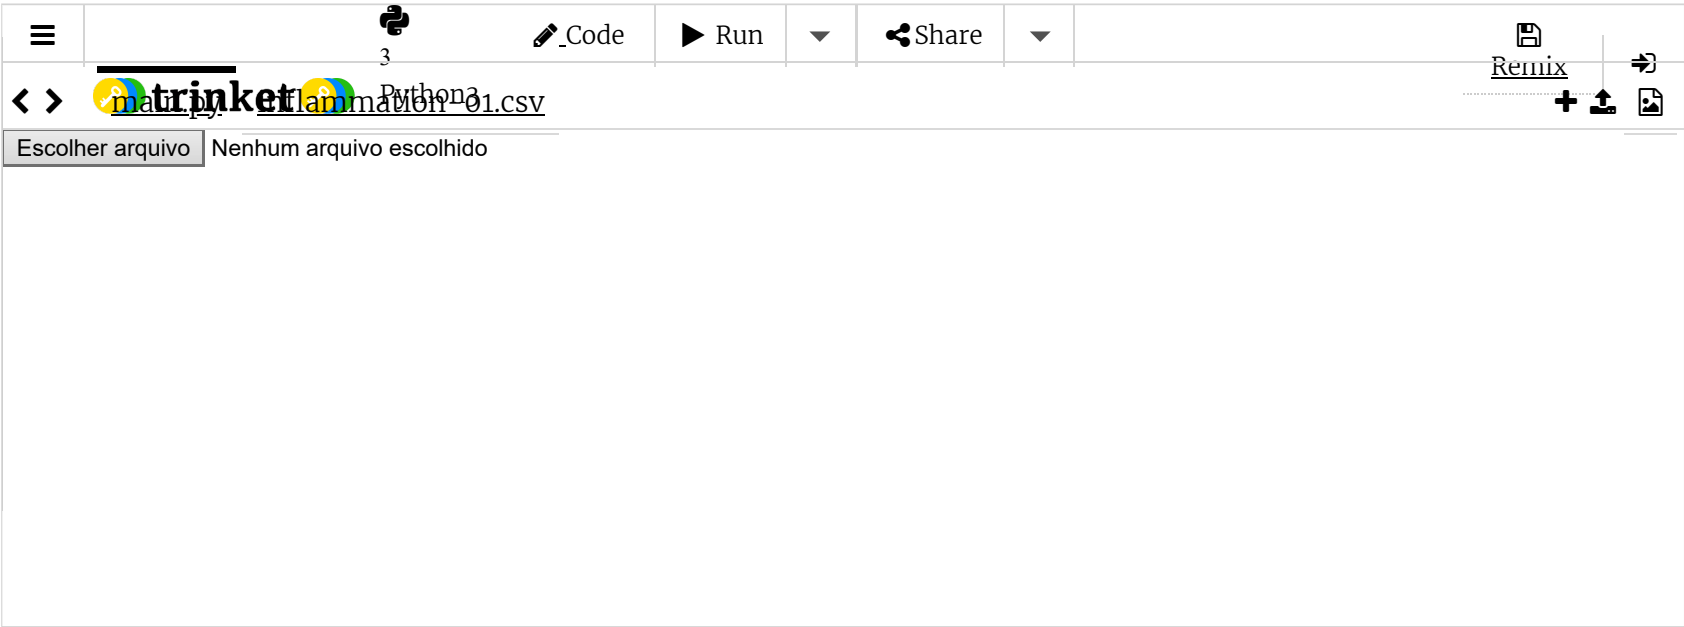 Code Run Share
3
Remix
trinket Python3
main.py inflammation-01.csv
Escolher arquivo Nenhum arquivo escolhido